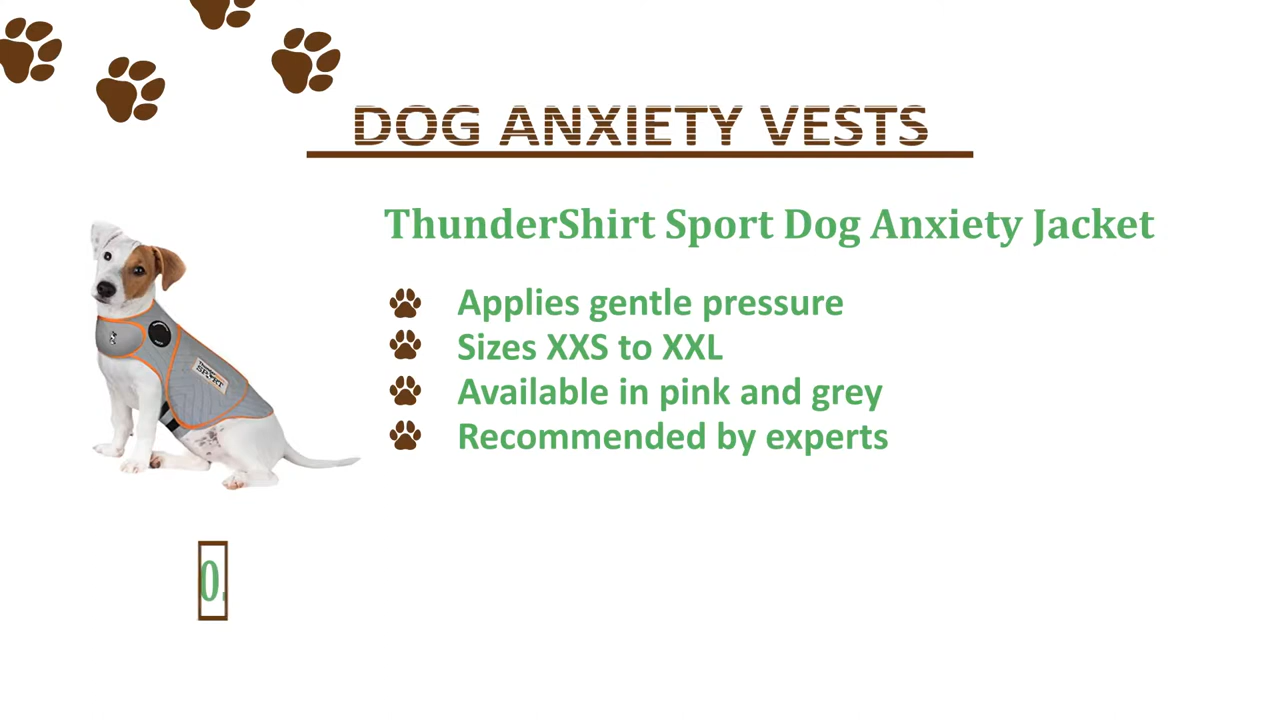 DOG ANXIETY VESTS
ThunderShirt Sport Dog Anxiety Jacket
Applies gentle pressure
Sizes XXS to XXL
Available in pink and grey
Recommended by experts
SPORT